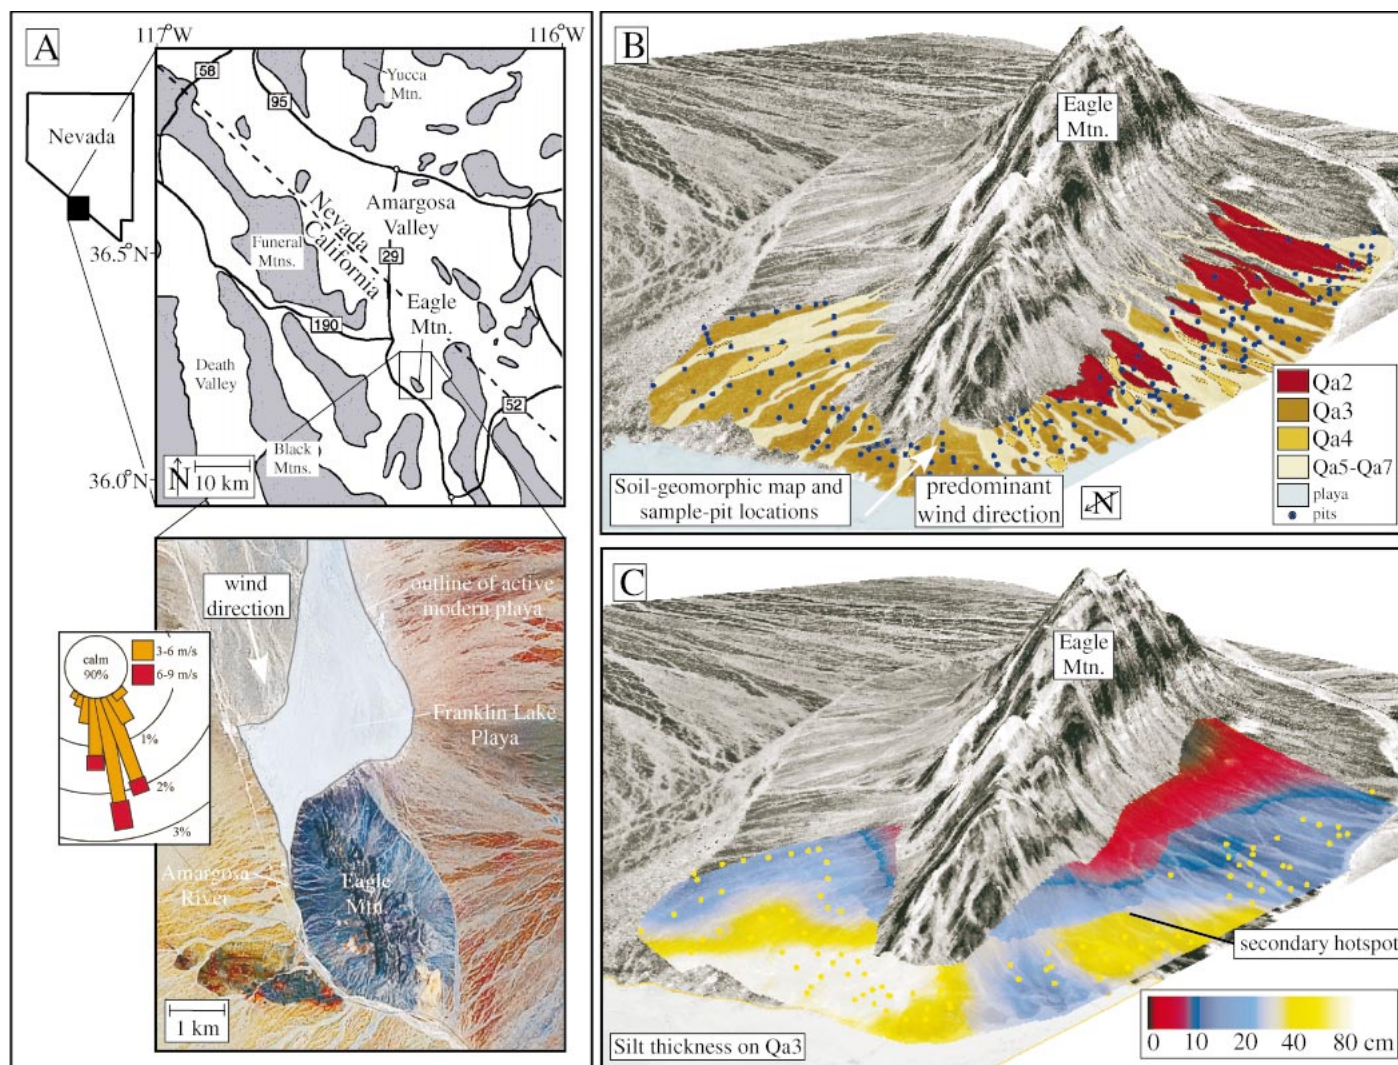 A
117°W
116°W
58
95
Yucca
Mtn.
Nevada
Nevada
California
Amargosa
Valley
36.5°N
Funeral
Mtns.
29
Eagle
Mtn.
190
Death
Valley
52
Black
Mtns.
36.0°N
N
10 km
wind
direction
outline of active
modern playa
calm
90%
3-6 m/s
6-9 m/s
1%
2%
3%
Franklin Lake
Playa
Amargosa
River
Eagle
Mtn.
1 km
B
Eagle
Mtn.
Qa2
Qa3
Qa4
Qa5-Qa7
playa
pits
Soil-geomorphic map and
sample-pit locations
predominant
wind direction
N
C
Eagle
Mtn.
secondary hotspot
Silt thickness on Qa3
0 10 20 40 80 cm